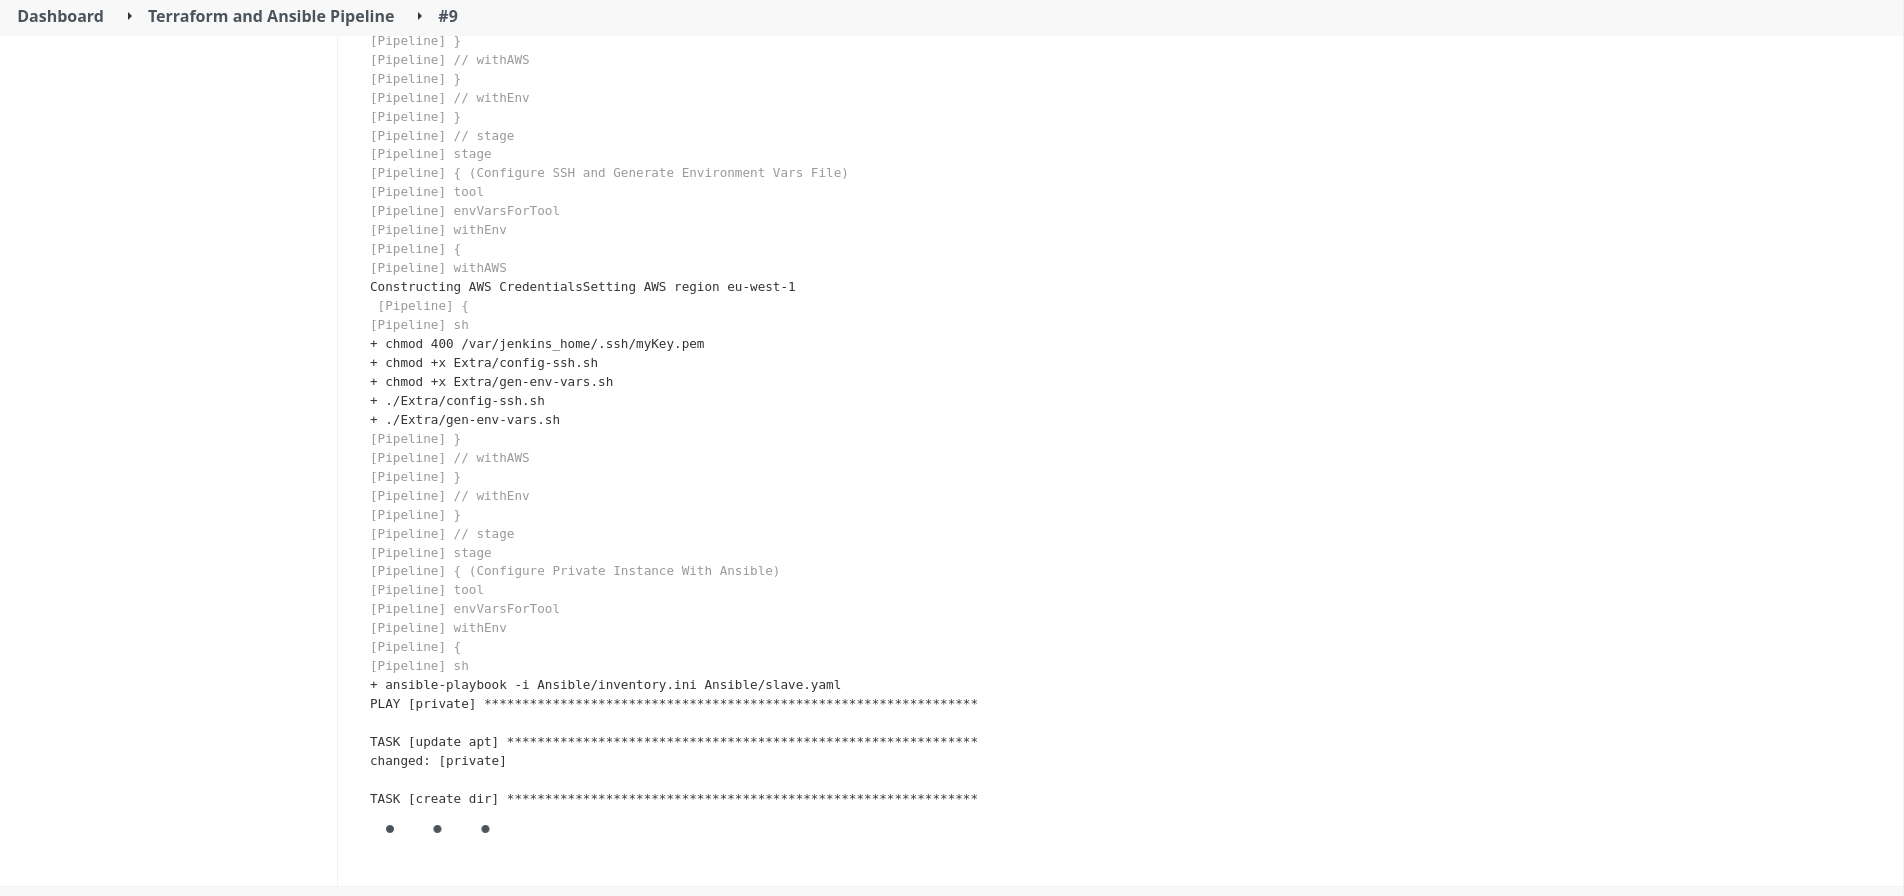 Dashboard Terraform and Ansible Pipeline #9
[Pipeline] }
[Pipeline] // withAWS
[Pipeline] }
[Pipeline] // withEnv
[Pipeline] }
[Pipeline] // stage
[Pipeline] stage
[Pipeline] { (Configure SSH and Generate Environment Vars File)
[Pipeline] tool
[Pipeline] envVarsForTool
[Pipeline] withEnv
[Pipeline] {
[Pipeline] withAWS
Constructing AWS CredentialsSetting AWS region eu-west-1
 [Pipeline] {
[Pipeline] sh
+ chmod 400 /var/jenkins_home/.ssh/myKey.pem
+ chmod +x Extra/config-ssh.sh
+ chmod +x Extra/gen-env-vars.sh
+ ./Extra/config-ssh.sh
+ ./Extra/gen-env-vars.sh
[Pipeline] }
[Pipeline] // withAWS
[Pipeline] }
[Pipeline] // withEnv
[Pipeline] }
[Pipeline] // stage
[Pipeline] stage
[Pipeline] { (Configure Private Instance With Ansible)
[Pipeline] tool
[Pipeline] envVarsForTool
[Pipeline] withEnv
[Pipeline] {
[Pipeline] sh
+ ansible-playbook -i Ansible/inventory.ini Ansible/slave.yaml
PLAY [private] *****************************************************************
TASK [update apt] **************************************************************
changed: [private]
TASK [create dir] **************************************************************